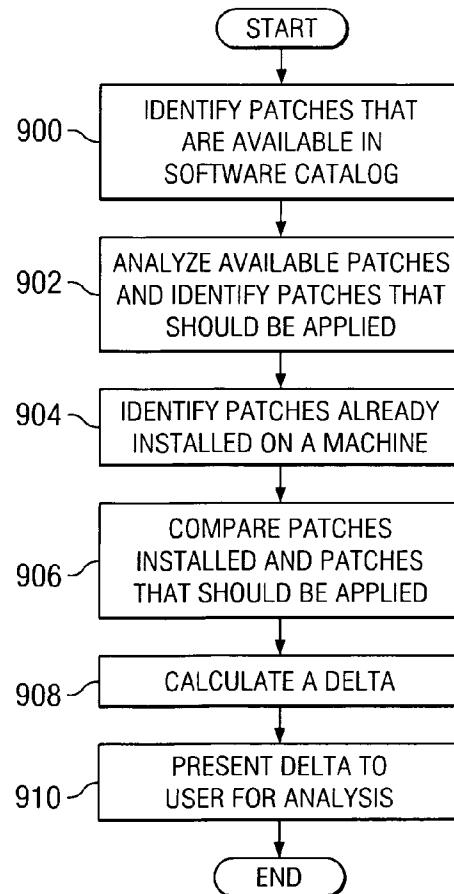 START
900
IDENTIFY PATCHES THAT
ARE AVAILABLE IN
SOFTWARE CATALOG
902
ANALYZE AVAILABLE PATCHES
AND IDENTIFY PATCHES THAT
SHOULD BE APPLIED
904
IDENTIFY PATCHES ALREADY
INSTALLED ON A MACHINE
906
COMPARE PATCHES
INSTALLED AND PATCHES
THAT SHOULD BE APPLIED
908
CALCULATE A DELTA
910
PRESENT DELTA TO
USER FOR ANALYSIS
END